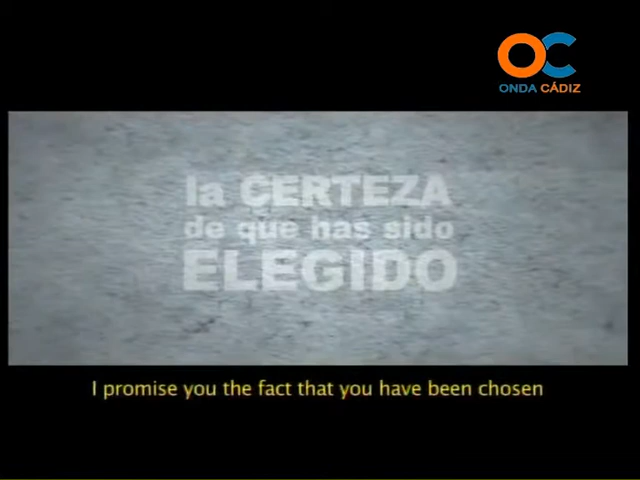 OC
ONDA CÁDIZ
la CERTEZA
de que has sido
ELEGIDO
I promise you the fact that you have been chosen